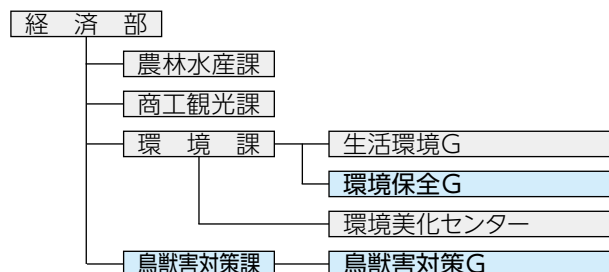 経済部
農林水産課
商工観光課
環境課
生活環境G
環境保全G
環境美化センター
鳥獣害対策課
鳥獣害対策G